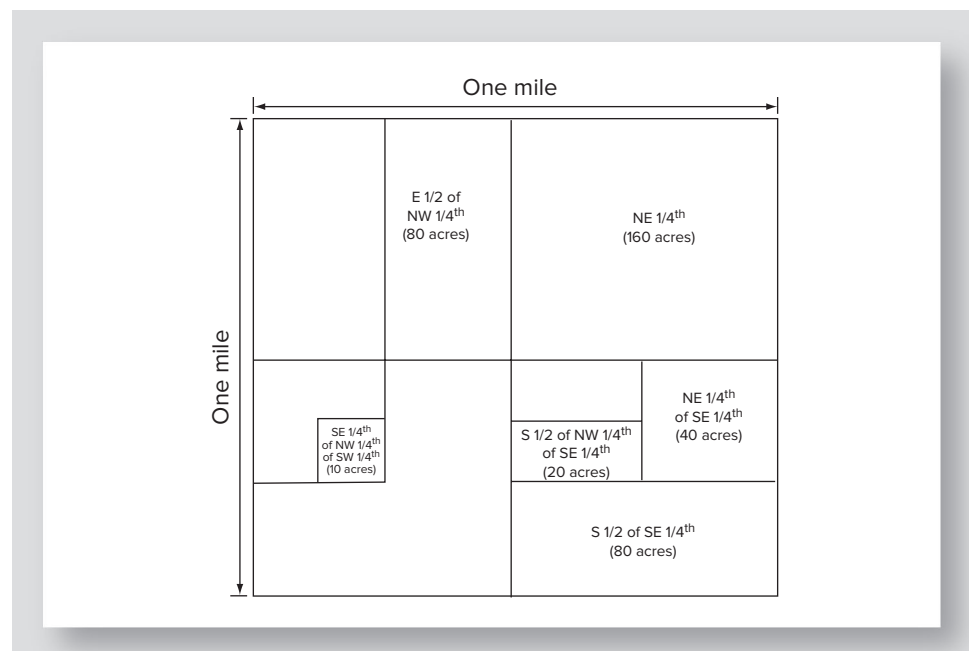 One mile
One mile
E 1/2 of
NW 1/4th
(80 acres)
NE 1/4th
(160 acres)
SE 1/4th
of NW 1/4th
of SW 1/4th
(10 acres)
S 1/2 of NW 1/4th
of SE 1/4th
(20 acres)
NE 1/4th
of SE 1/4th
(40 acres)
S 1/2 of SE 1/4th
(80 acres)